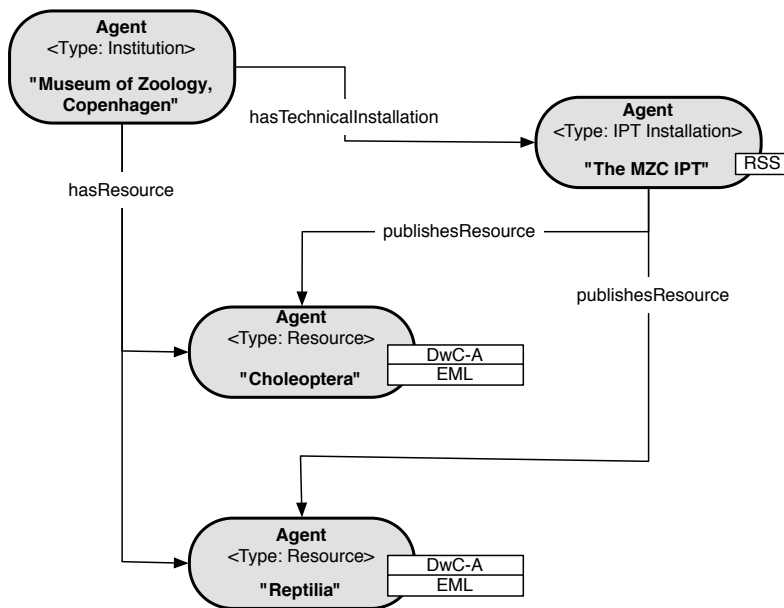 Agent
<Type: Institution>
"Museum of Zoology,
Copenhagen"
hasTechnicalInstallation
Agent
<Type: IPT Installation>
"The MZC IPT"
RSS
hasResource
publishesResource
publishesResource
Agent
<Type: Resource>
"Choleoptera"
DwC-A
EML
Agent
<Type: Resource>
"Reptilia"
DwC-A
EML